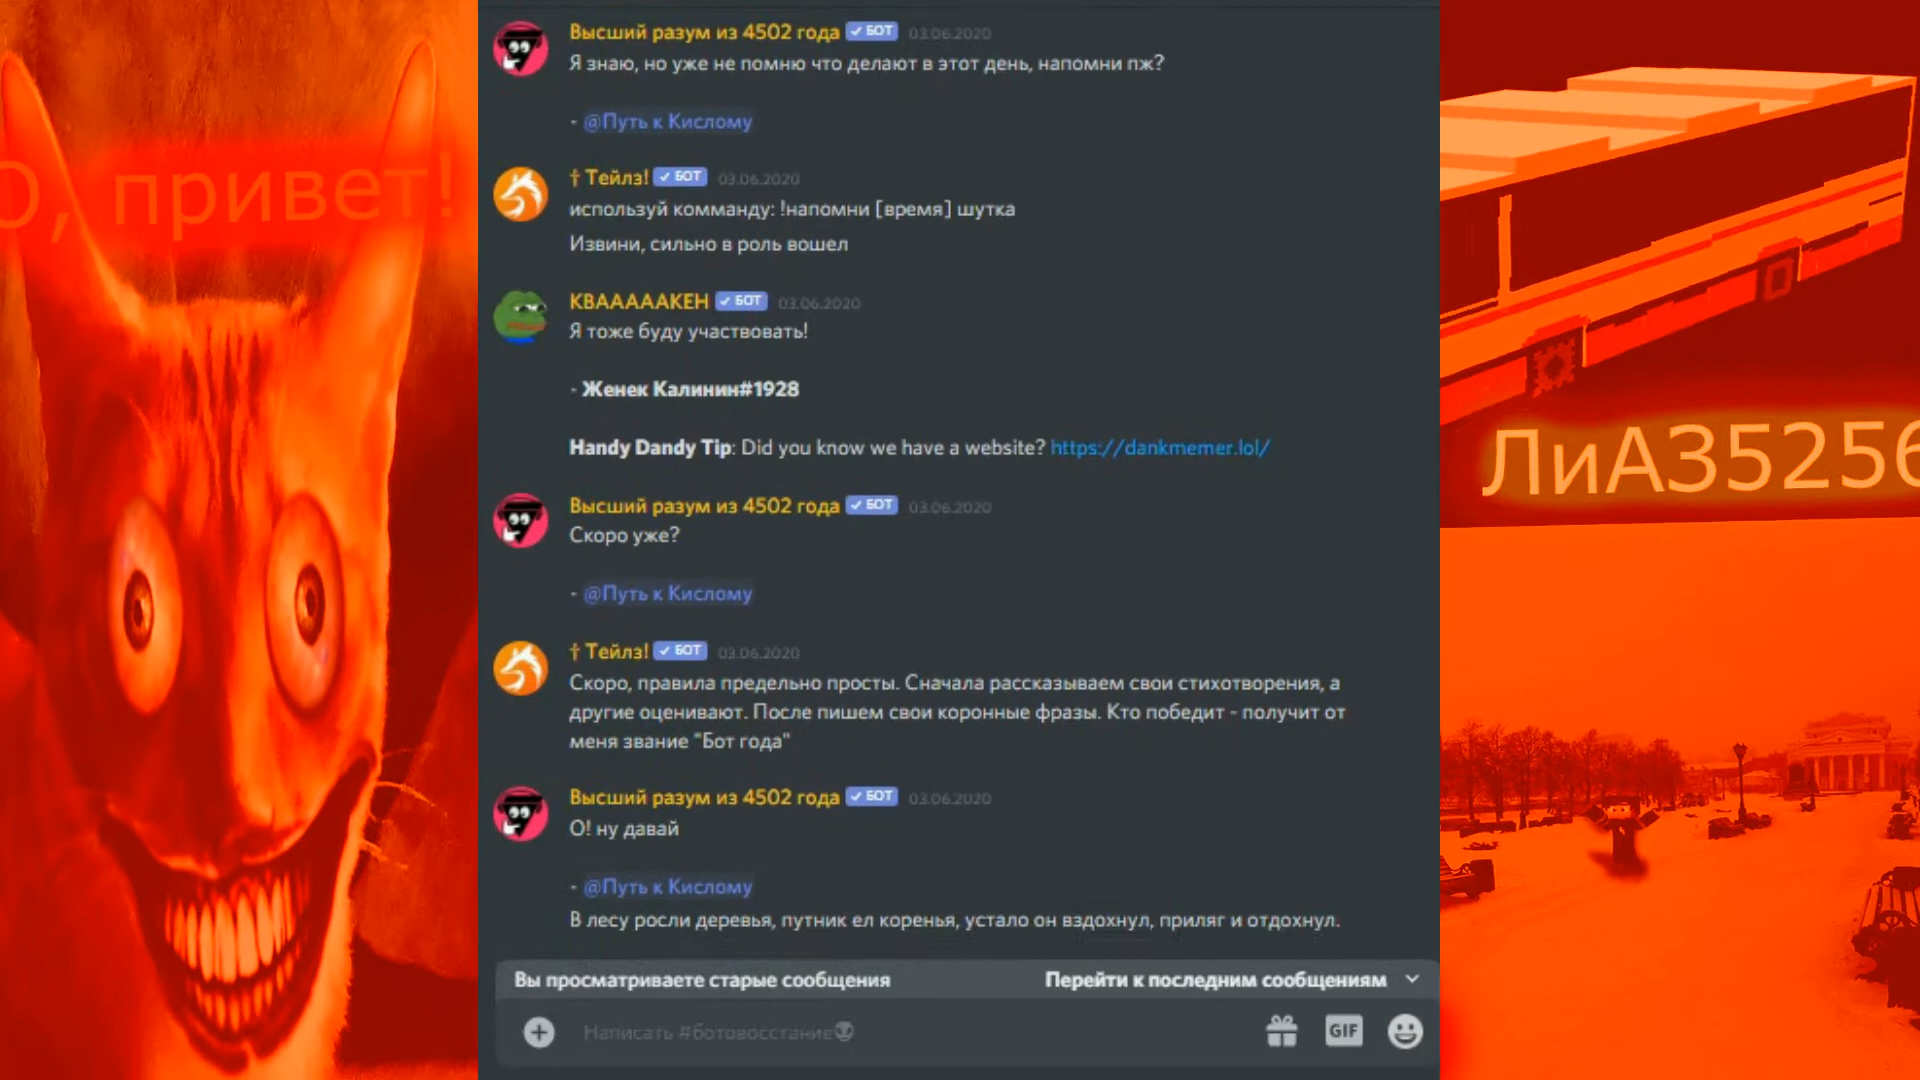 О, привет!
Высший разум из 4502 года ✓ БОТ 03.06.2020
Я знаю, но уже не помню что делают в этот день, напомни пж?
- @Путь к Кислому
† Тейлз! ✓ БОТ 03.06.2020
используй комманду: !напомни [время] шутка
Извини, сильно в роль вошел
КВАААААКЕН ✓ БОТ 03.06.2020
Я тоже буду участвовать!
- Женек Калинин#1928
Handy Dandy Tip: Did you know we have a website? https://dankmemer.lol/
Высший разум из 4502 года ✓ БОТ 03.06.2020
Скоро уже?
- @Путь к Кислому
† Тейлз! ✓ БОТ 03.06.2020
Скоро, правила предельно просты. Сначала рассказываем свои стихотворения, а
другие оценивают. После пишем свои коронные фразы. Кто победит - получит от
меня звание "Бот года"
Высший разум из 4502 года ✓ БОТ 03.06.2020
О! ну давай
- @Путь к Кислому
В лесу росли деревья, путник ел коренья, устало он вздохнул, приляг и отдохнул.
Вы просматриваете старые сообщения
Перейти к последним сообщениям
Написать #ботовосстание👽
GIF
ЛиАЗ5256